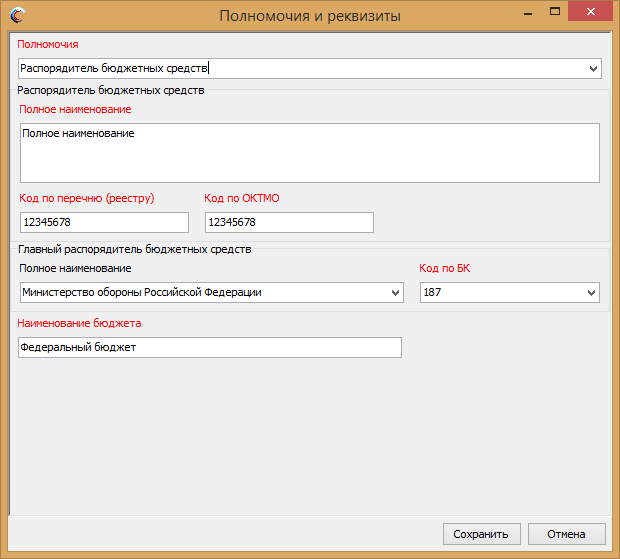 Полномочия и реквизиты
Полномочия
Распорядитель бюджетных средств
Распорядитель бюджетных средств
Полное наименование
Полное наименование
Код по перечню (реестру) Код по ОКТМО
12345678 12345678
Главный распорядитель бюджетных средств
Полное наименование Код по БК
Министерство обороны Российской Федерации 187
Наименование бюджета
Федеральный бюджет
Сохранить Отмена